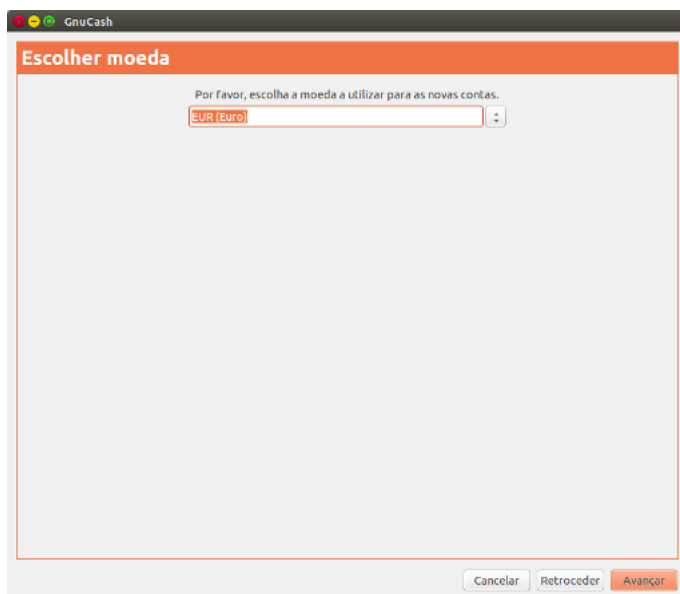 GnuCash
Escolher moeda
Por favor, escolha a moeda a utilizar para as novas contas.
EUR (Euro)
Cancelar
Retroceder
Avançar